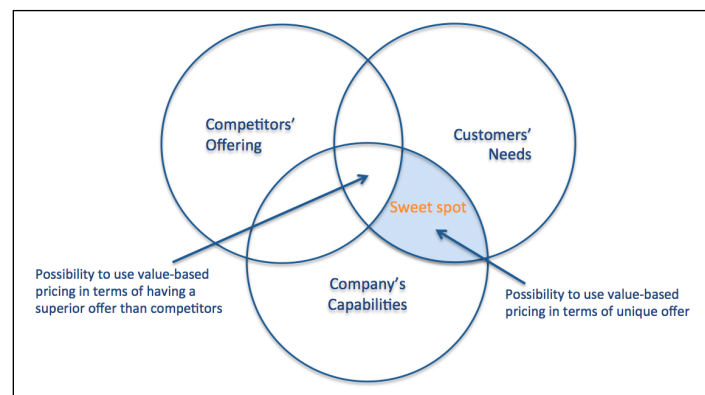 Competitors'
Offering
Customers'
Needs
Sweet spot
Possibility to use value-based
pricing in terms of having a
superior offer than competitors
Company's
Capabilities
Possibility to use value-based
pricing in terms of unique offer